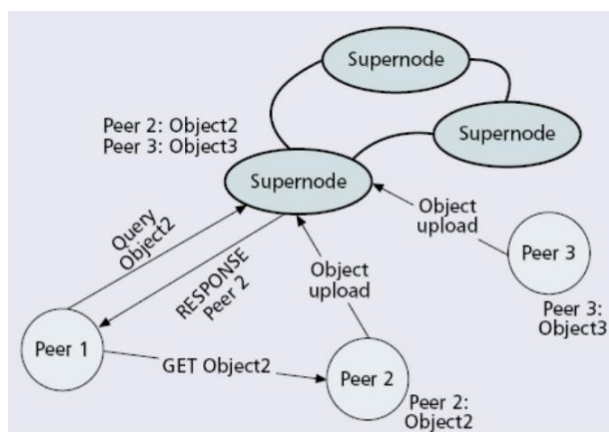 Supernode
Supernode
Peer 2: Object2
Peer 3: Object3
Supernode
Query
Object2
RESPONSE
Peer 2
Object
upload
Object
upload
Peer 3
Peer 3:
Object3
Peer 1
GET Object2
Peer 2
Peer 2:
Object2